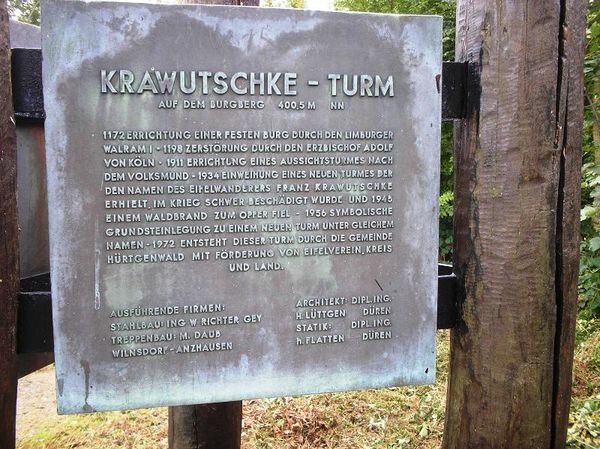 KRAWUTSCHKE - TURM
AUF DEM BURGBERG 400,5 M NN
1172 ERRICHTUNG EINER FESTEN BURG DURCH DEN LIMBURGER
WALRAM I - 1198 ZERSTÖRUNG DURCH DEN ERZBISCHOF ADOLF
VON KÖLN - 1911 ERRICHTUNG EINES AUSSICHTSTURMES NACH
DEM VOLKSMUND - 1934 EINWEIHUNG EINES NEUEN TURMES DER
DEN NAMEN DES EIFELWANDERERS FRANZ KRAWUTSCHKE
ERHIELT, IM KRIEG SCHWER BESCHÄDIGT WURDE UND 1946
EINEM WALDBRAND ZUM OPFER FIEL - 1956 SYMBOLISCHE
GRUNDSTEINLEGUNG ZU EINEM NEUEN TURM UNTER GLEICHEM
NAMEN - 1972 ENTSTEHT DIESER TURM DURCH DIE GEMEINDE
HÜRTGENWALD MIT FÖRDERUNG VON EIFELVEREIN, KREIS
UND LAND.
AUSFÜHRENDE FIRMEN:
STAHLBAU: ING W RICHTER GEY
TREPPENBAU: M. DAUB
WILNSDORF-ANZHAUSEN
ARCHITEKT: DIPL. ING.
H. LÜTTGEN DÜREN
STATIK: DIPL. ING.
h. FLATTEN DÜREN